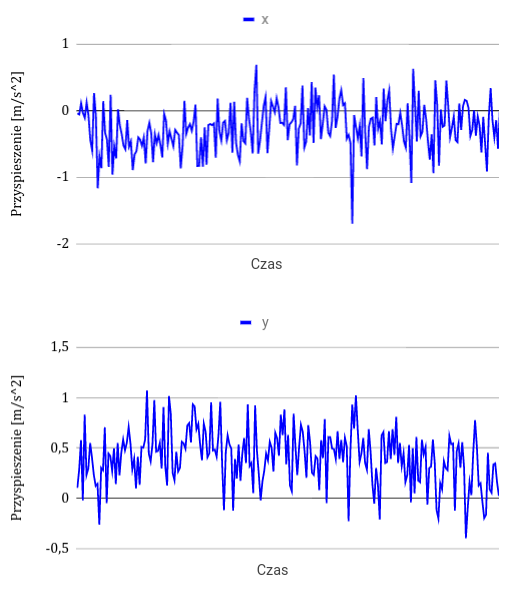 x
1
0
-1
-2
Przyspieszenie [m/s^2]
Czas
y
1,5
1
0,5
0
-0,5
Przyspieszenie [m/s^2]
Czas